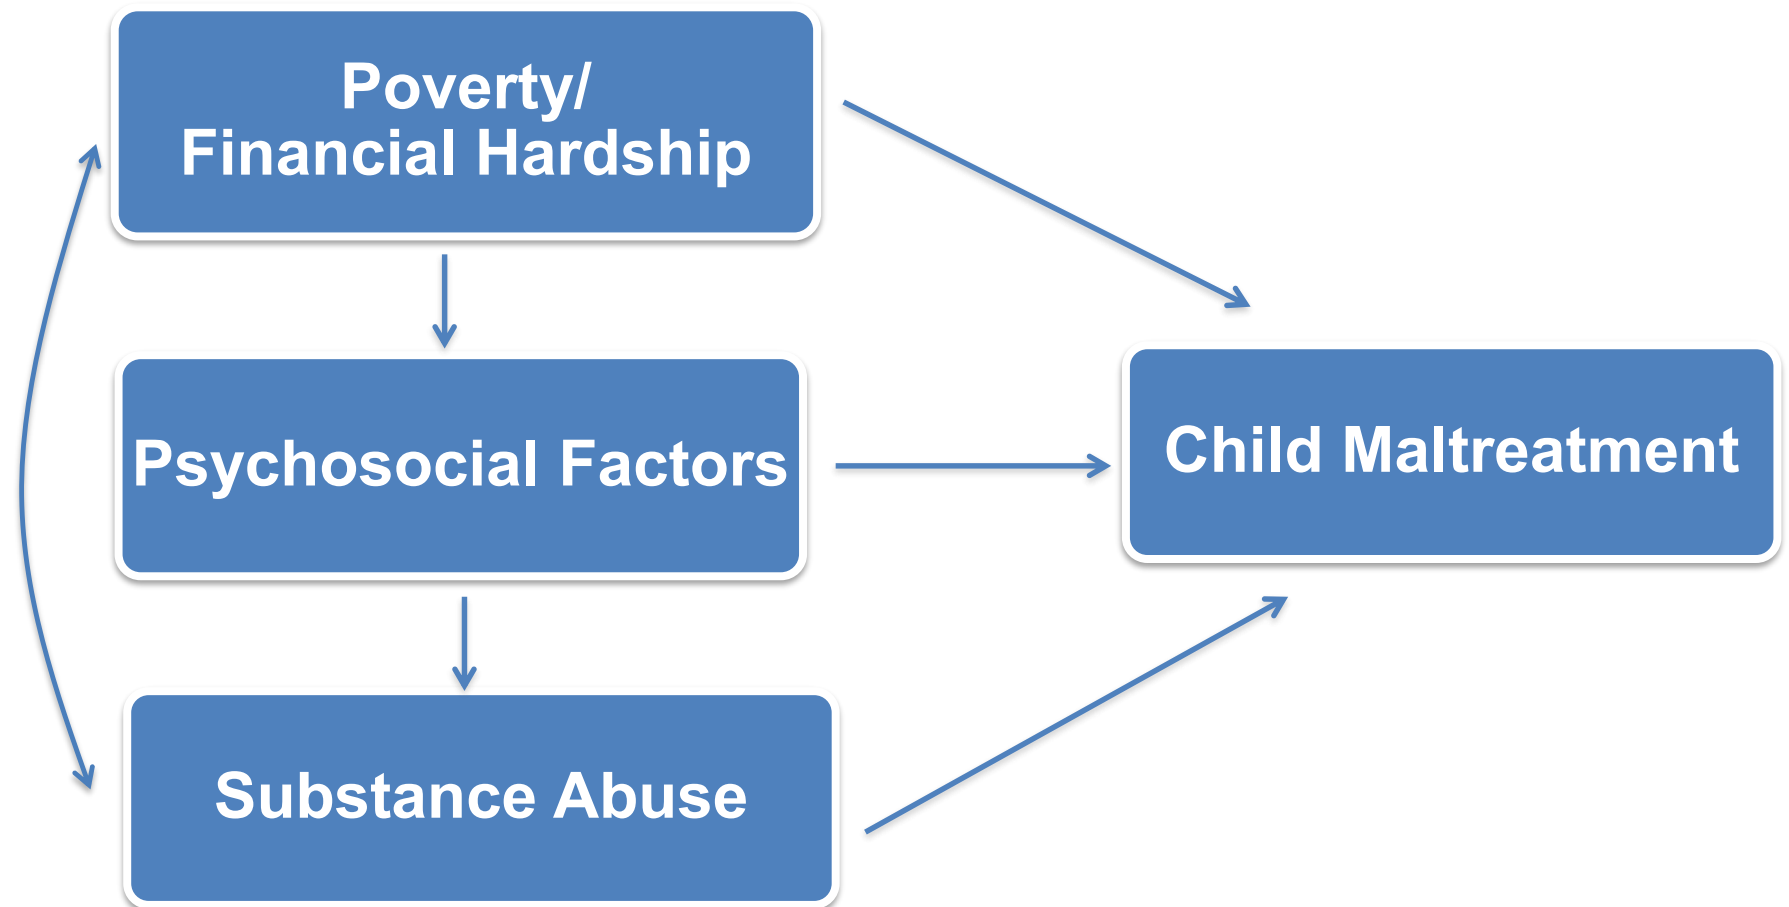 Poverty/
Financial Hardship
Psychosocial Factors
Child Maltreatment
Substance Abuse